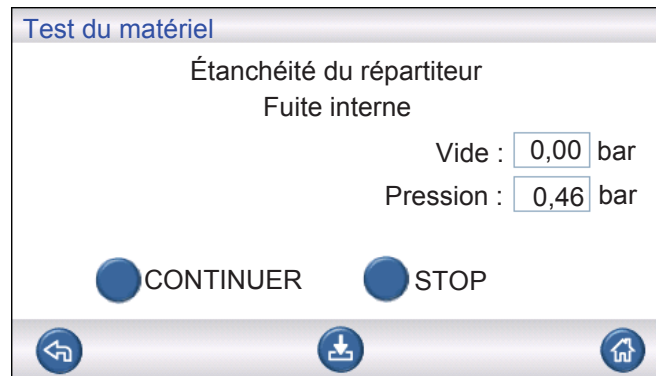 Test du matériel
Étanchéité du répartiteur
Fuite interne
Vide : 0,00 bar
Pression : 0,46 bar
CONTINUER STOP